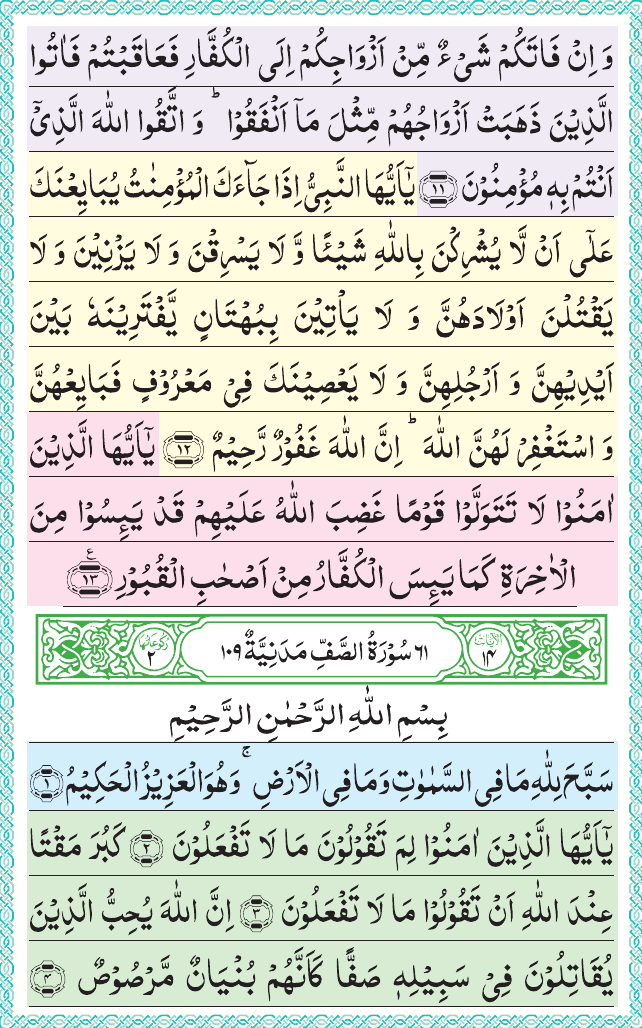 وَ اِنْ فَاتَكُمْ شَیْءٌ مِّنْ اَزْوَاجِكُمْ اِلَی الْكُفَّارِ فَعَاقَبْتُمْ فَاٰتُوا
الَّذِیْنَ ذَهَبَتْ اَزْوَاجُهُمْ مِّثْلَ مَاۤ اَنْفَقُوْا ؕ وَ اتَّقُوا اللّٰهَ الَّذِیْۤ
اَنْتُمْ بِهٖ مُؤْمِنُوْنَ ﴿۱۱﴾ یٰۤاَیُّهَا النَّبِیُّ اِذَا جَآءَكَ الْمُؤْمِنٰتُ یُبَایِعْنَكَ
عَلٰۤی اَنْ لَّا یُشْرِكْنَ بِاللّٰهِ شَیْـًٔا وَّ لَا یَسْرِقْنَ وَ لَا یَزْنِیْنَ وَ لَا
یَقْتُلْنَ اَوْلَادَهُنَّ وَ لَا یَاْتِیْنَ بِبُهْتَانٍ یَّفْتَرِیْنَهٗ بَیْنَ
اَیْدِیْهِنَّ وَ اَرْجُلِهِنَّ وَ لَا یَعْصِیْنَكَ فِیْ مَعْرُوْفٍ فَبَایِعْهُنَّ
وَ اسْتَغْفِرْ لَهُنَّ اللّٰهَ ؕ اِنَّ اللّٰهَ غَفُوْرٌ رَّحِیْمٌ ﴿۱۲﴾ یٰۤاَیُّهَا الَّذِیْنَ
اٰمَنُوْا لَا تَتَوَلَّوْا قَوْمًا غَضِبَ اللّٰهُ عَلَیْهِمْ قَدْ یَىِٕسُوْا مِنَ
الْاٰخِرَةِ كَمَا یَىِٕسَ الْكُفَّارُ مِنْ اَصْحٰبِ الْقُبُوْرِ ﴿۱۳﴾ ع
اٰیَاتُهَا ۱۴ ۶۱ سُوْرَةُ الصَّفِّ مَدَنِیَّةٌ ۱۰۹ رُكُوْعَاتُهَا ۲
بِسْمِ اللّٰهِ الرَّحْمٰنِ الرَّحِیْمِ
سَبَّحَ لِلّٰهِ مَا فِی السَّمٰوٰتِ وَ مَا فِی الْاَرْضِ ۚ وَ هُوَ الْعَزِیْزُ الْحَكِیْمُ ﴿۱﴾
یٰۤاَیُّهَا الَّذِیْنَ اٰمَنُوْا لِمَ تَقُوْلُوْنَ مَا لَا تَفْعَلُوْنَ ﴿۲﴾ كَبُرَ مَقْتًا
عِنْدَ اللّٰهِ اَنْ تَقُوْلُوْا مَا لَا تَفْعَلُوْنَ ﴿۳﴾ اِنَّ اللّٰهَ یُحِبُّ الَّذِیْنَ
یُقَاتِلُوْنَ فِیْ سَبِیْلِهٖ صَفًّا كَاَنَّهُمْ بُنْیَانٌ مَّرْصُوْصٌ ﴿۴﴾